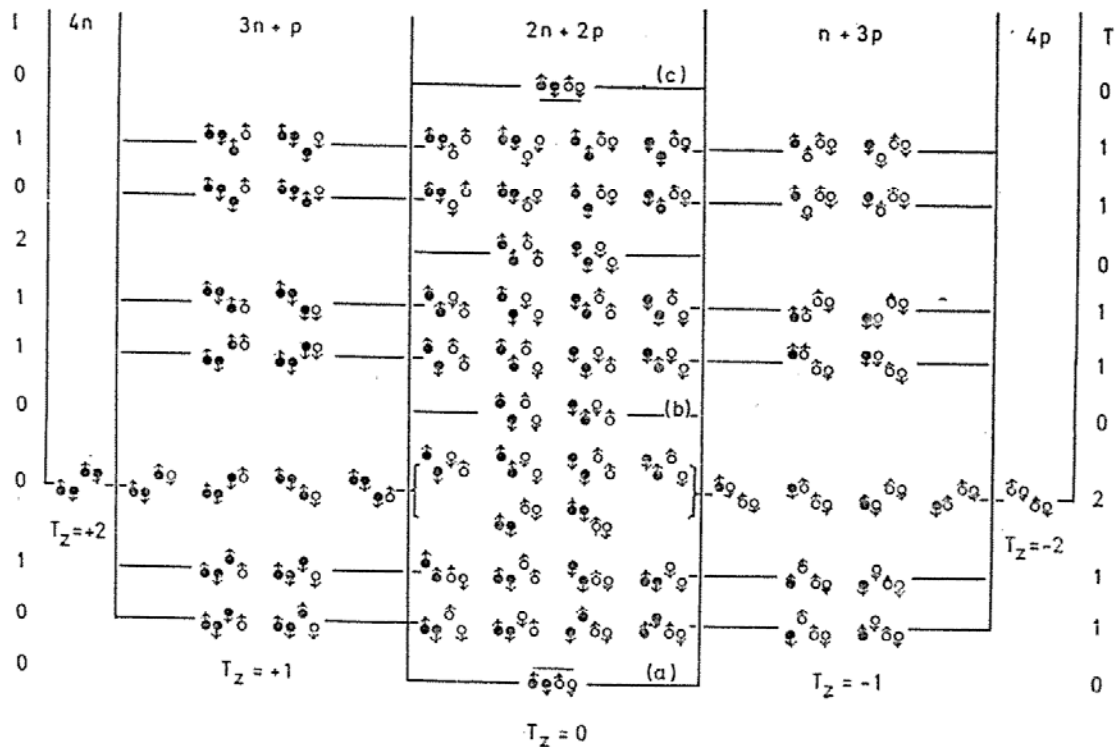 I 4n 3n + p 2n + 2p n + 3p 4p T
0 (c) 0
1 1
0 1
2 0
1 1
1 1
0 (b) 0
0 2
T_z=+2 T_z=-2
1 1
0 1
0 (a) 0
T_z = +1 T_z = -1
T_z = 0